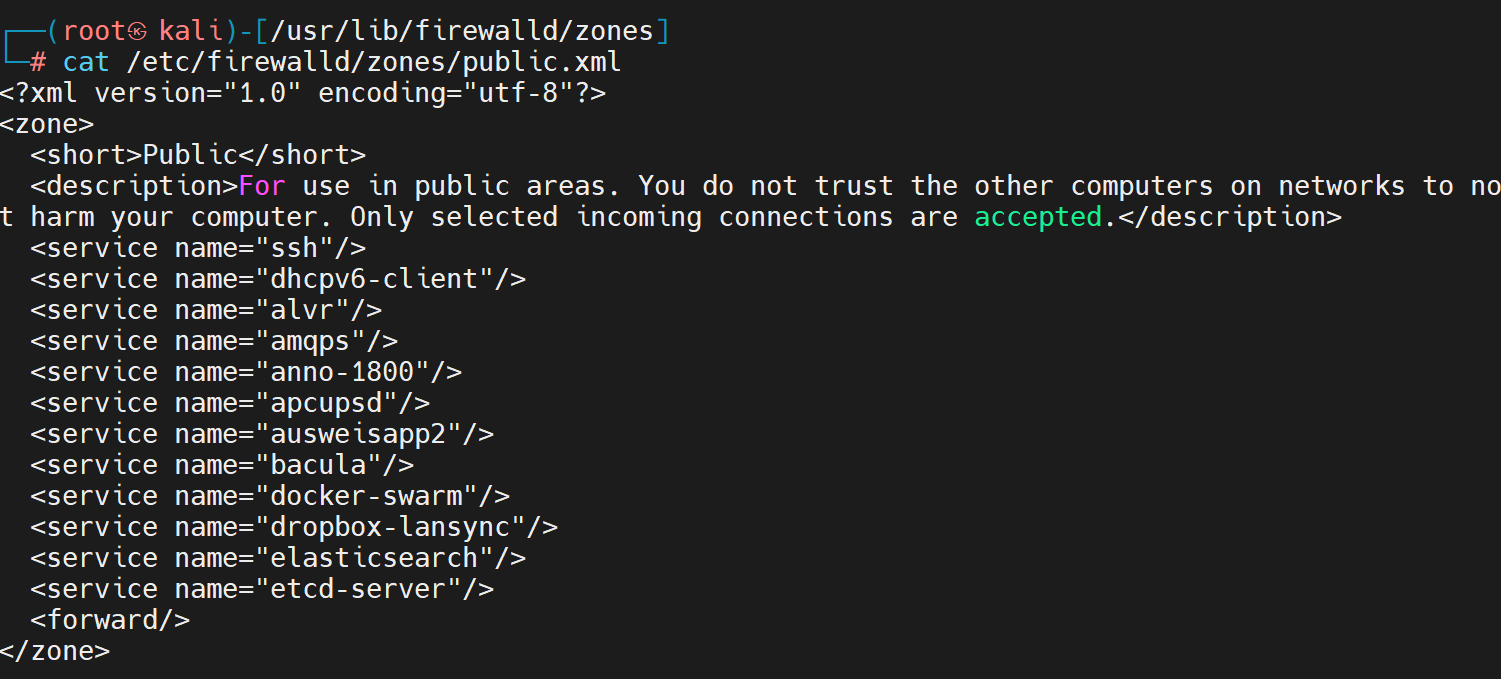 ┌──(root㉿ kali)-[/usr/lib/firewalld/zones]
└─# cat /etc/firewalld/zones/public.xml
<?xml version="1.0" encoding="utf-8"?>
<zone>
  <short>Public</short>
  <description>For use in public areas. You do not trust the other computers on networks to no
t harm your computer. Only selected incoming connections are accepted.</description>
  <service name="ssh"/>
  <service name="dhcpv6-client"/>
  <service name="alvr"/>
  <service name="amqps"/>
  <service name="anno-1800"/>
  <service name="apcupsd"/>
  <service name="ausweisapp2"/>
  <service name="bacula"/>
  <service name="docker-swarm"/>
  <service name="dropbox-lansync"/>
  <service name="elasticsearch"/>
  <service name="etcd-server"/>
  <forward/>
</zone>